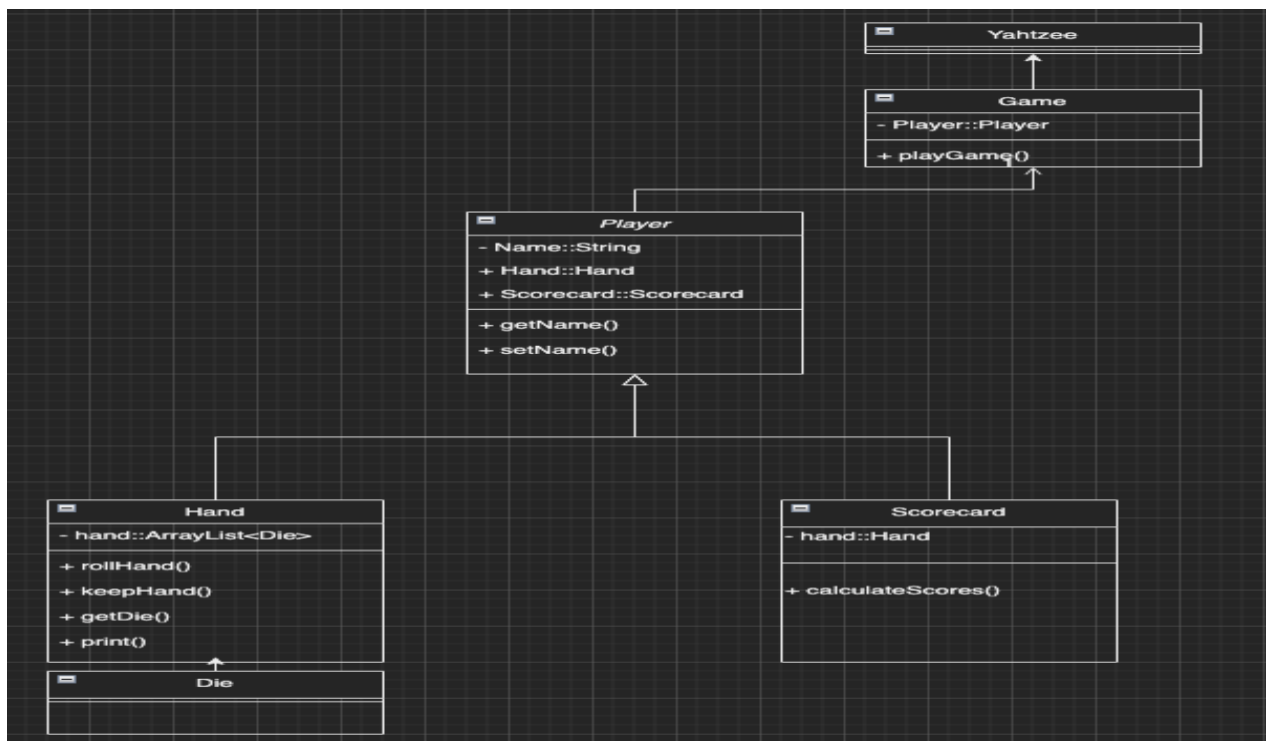 Yahtzee
Game
- Player::Player
+ playGame()
Player
- Name::String
+ Hand::Hand
+ Scorecard::Scorecard
+ getName()
+ setName()
Hand
- hand::ArrayList<Die>
+ rollHand()
+ keepHand()
+ getDie()
+ print()
Die
Scorecard
- hand::Hand
+ calculateScores()